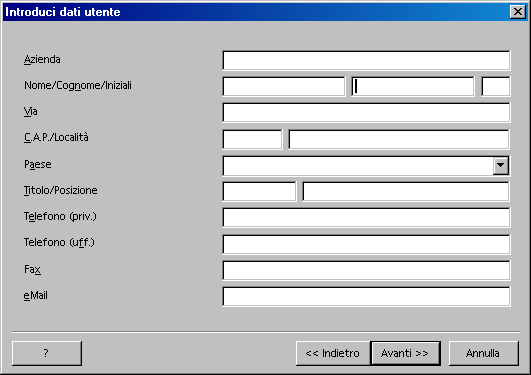 Introduci dati utente
Azienda
Nome/Cognome/Iniziali
Via
C.A.P./Località
Paese
Titolo/Posizione
Telefono (priv.)
Telefono (uff.)
Fax
eMail
? << Indietro Avanti >> Annulla